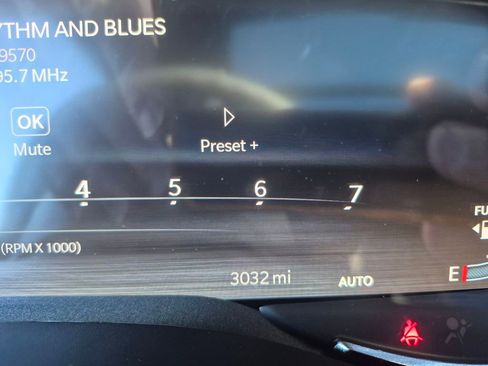 YTHM AND BLUES
9570
95.7 MHz
OK
Mute
Preset +
4 5 6 7
(RPM X 1000)
FU
3032 mi
AUTO
E